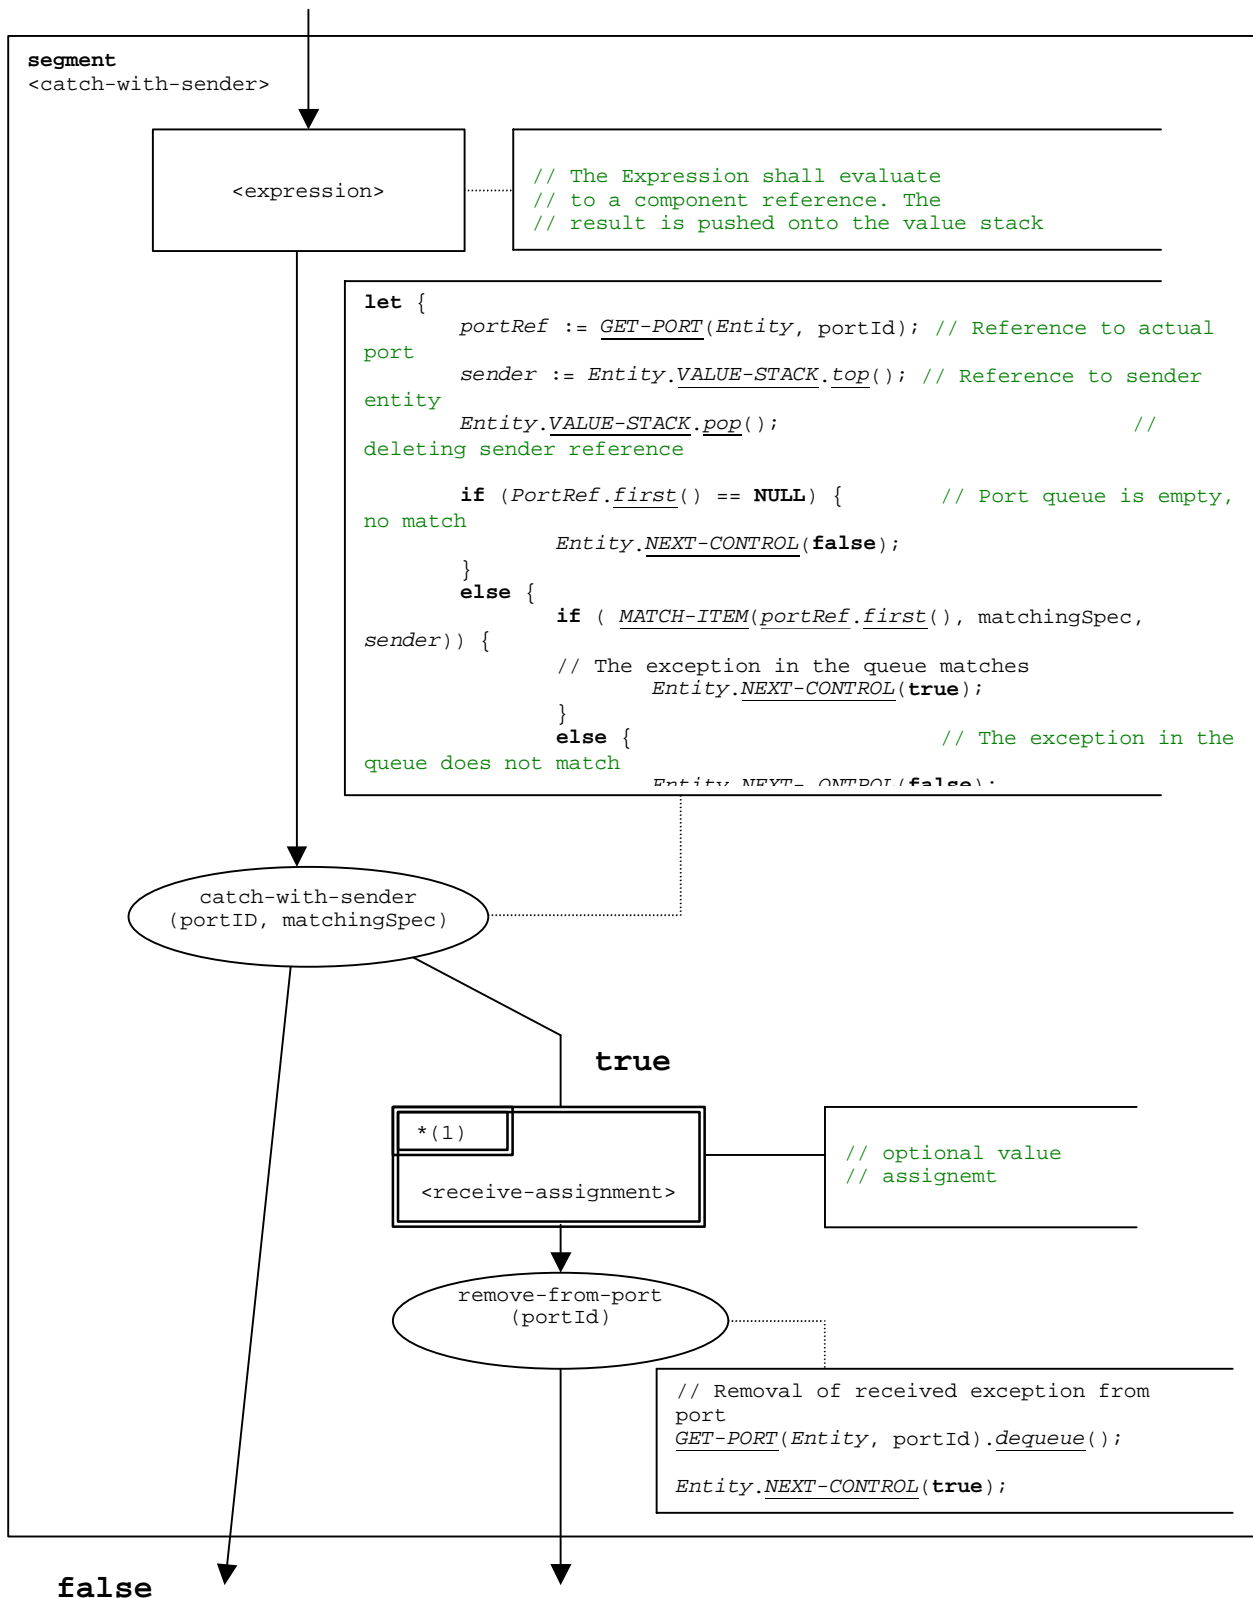 segment
<catch-with-sender>
<expression>
// The Expression shall evaluate
// to a component reference. The
// result is pushed onto the value stack
let {
portRef := GET-PORT(Entity, portId); // Reference to actual
port
sender := Entity.VALUE-STACK.top(); // Reference to sender
entity
Entity.VALUE-STACK.pop(); //
deleting sender reference
if (PortRef.first() == NULL) { // Port queue is empty,
no match
Entity.NEXT-CONTROL(false);
}
else {
if ( MATCH-ITEM(portRef.first(), matchingSpec,
sender)) {
// The exception in the queue matches
Entity.NEXT-CONTROL(true);
}
else { // The exception in the
queue does not match
Entity.NEXT- ONTROL(false);
catch-with-sender
(portID, matchingSpec)
true
*(1)
<receive-assignment>
// optional value
// assignemt
remove-from-port
(portId)
// Removal of received exception from
port
GET-PORT(Entity, portId).dequeue();
Entity.NEXT-CONTROL(true);
false